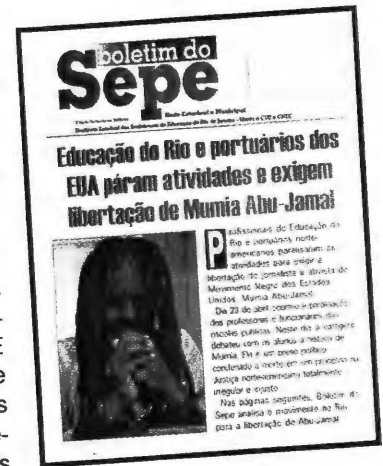 boletim do
Sepe
Rede Estadual e Municipal
Educação do Rio e portuários dos
EUA páram atividades e exigem
libertação de Mumia Abu-Jamal
Profissionais de Educação do
Rio e portuários norte-
americanos paralisaram as
atividades para exigir a
libertação do jornalista e ativista do
Movimento Negro dos Estados
Unidos, Mumia Abu-Jamal.
Dia 23 de abril ocorreu a paralisação
dos professores e funcionários das
escolas públicas. Neste dia a categoria
debateu com os alunos a história de
Mumia. Ele é um preso político
condenado à morte em um processo na
Justiça norte-americana totalmente
irregular e injusto
Nas páginas seguintes, Boletim do
Sepe analisa o movimento no Rio
para a libertação de Abu-Jamal